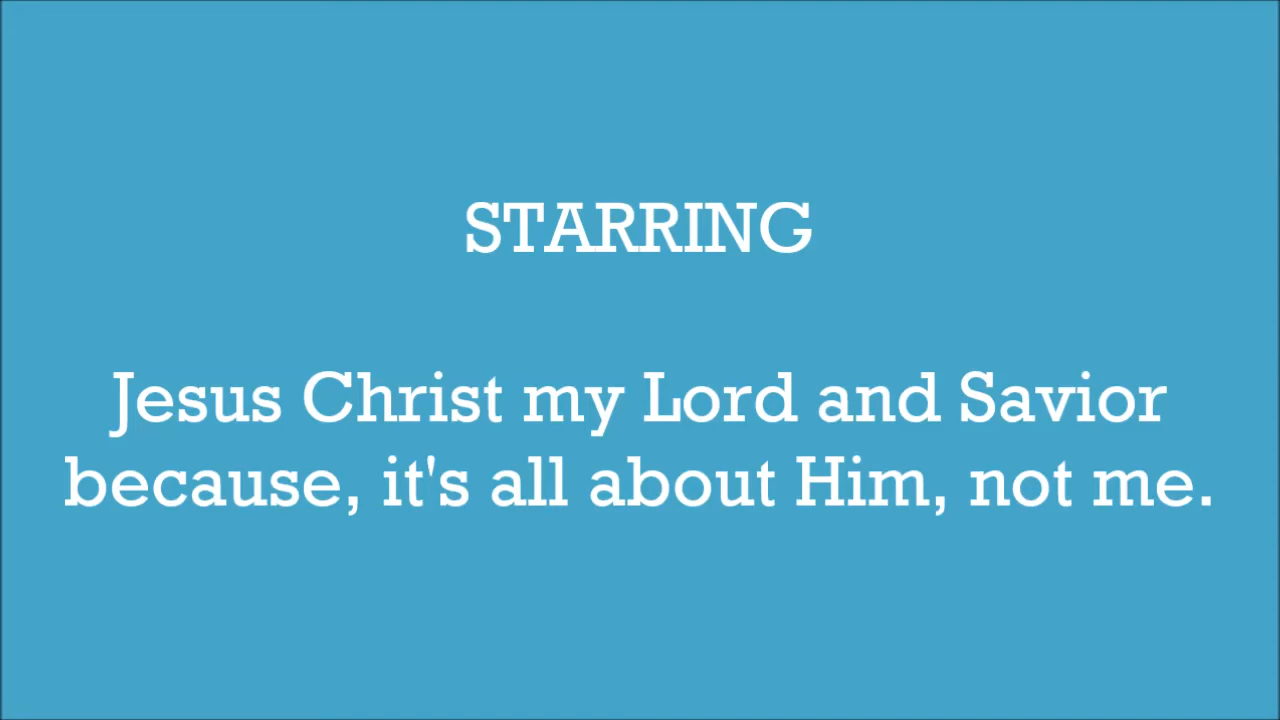 STARRING
Jesus Christ my Lord and Savior
because, it's all about Him, not me.